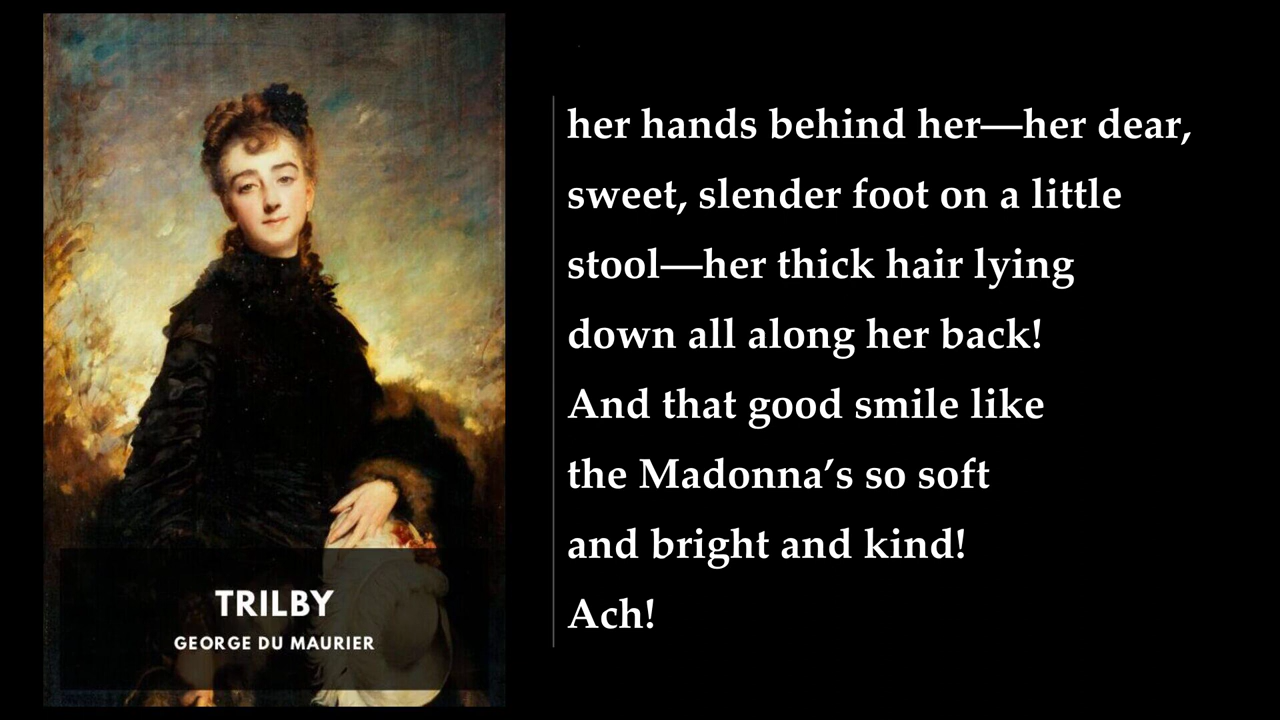 TRILBY
GEORGE DU MAURIER
her hands behind her—her dear,
sweet, slender foot on a little
stool—her thick hair lying
down all along her back!
And that good smile like
the Madonna’s so soft
and bright and kind!
Ach!